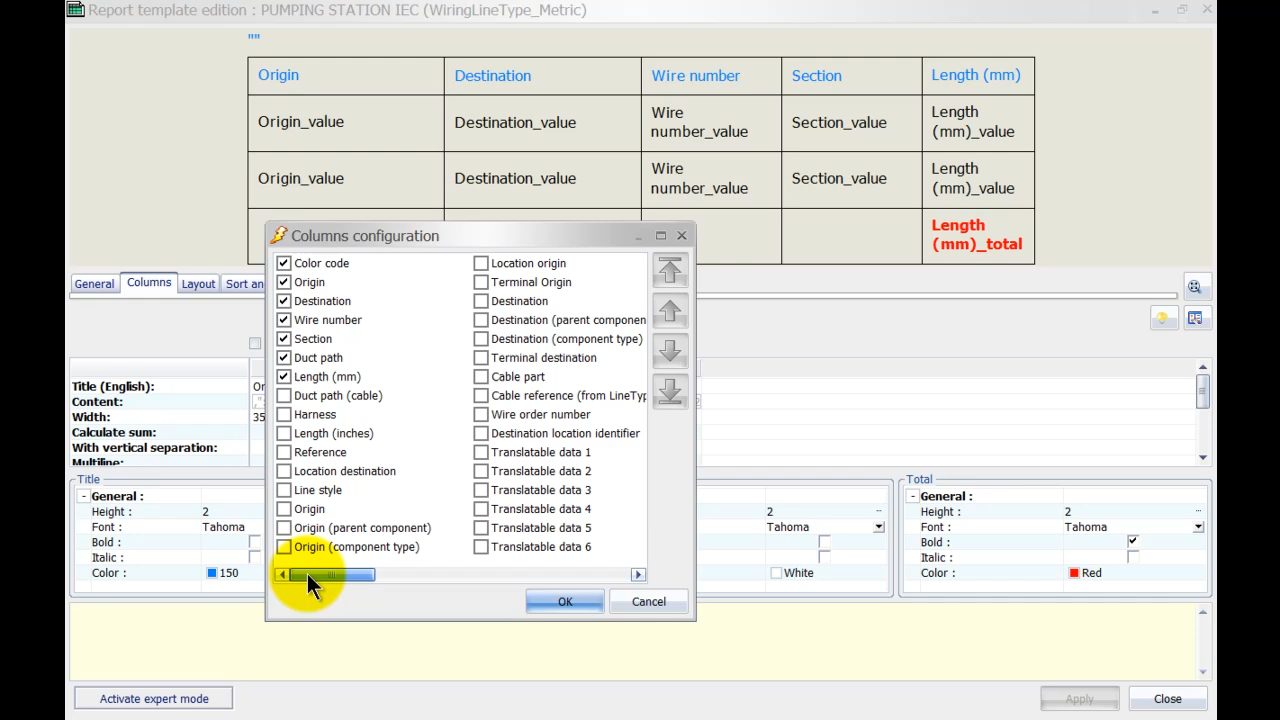 Report template edition : PUMPING STATION IEC (WiringLineType_Metric)
""
Origin Destination Wire number Section Length (mm)
Origin_value Destination_value Wire number_value Section_value Length (mm)_value
Origin_value Destination_value Wire number_value Section_value Length (mm)_value
Length (mm)_total
Columns configuration
General Columns Layout Sort an
Color code
Origin
Destination
Wire number
Section
Duct path
Length (mm)
Duct path (cable)
Harness
Length (inches)
Reference
Location destination
Line style
Origin
Origin (parent component)
Origin (component type)
Location origin
Terminal Origin
Destination
Destination (parent componen
Destination (component type)
Terminal destination
Cable part
Cable reference (from LineTyp
Wire order number
Destination location identifier
Translatable data 1
Translatable data 2
Translatable data 3
Translatable data 4
Translatable data 5
Translatable data 6
OK Cancel
Title (English): Or
Content:
Width: 35
Calculate sum:
With vertical separation:
Multiline:
Title
General :
Height : 2
Font : Tahoma
Bold :
Italic :
Color : 150
2
Tahoma
White
Total
General :
Height : 2
Font : Tahoma
Bold :
Italic :
Color : Red
Activate expert mode Apply Close